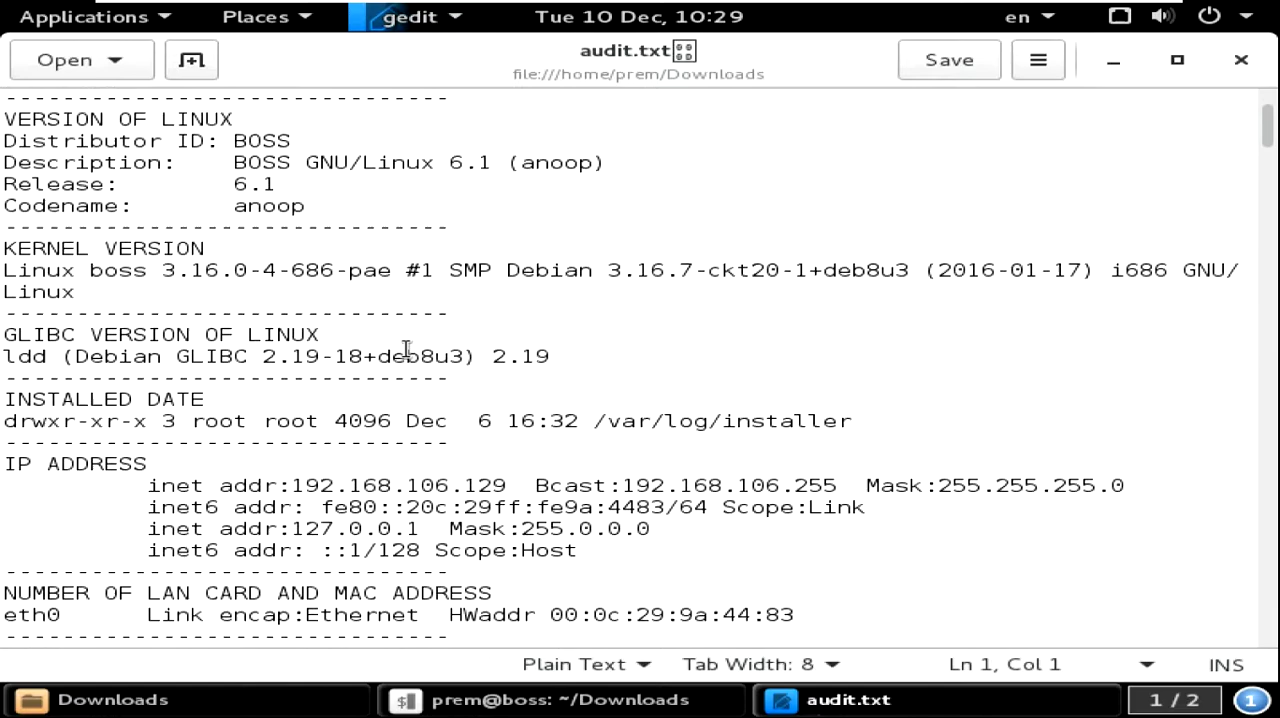 Applications Places gedit Tue 10 Dec, 10:29 en
Open audit.txt Save
file:///home/prem/Downloads
-------------------------------
VERSION OF LINUX
Distributor ID: BOSS
Description:    BOSS GNU/Linux 6.1 (anoop)
Release:        6.1
Codename:       anoop
-------------------------------
KERNEL VERSION
Linux boss 3.16.0-4-686-pae #1 SMP Debian 3.16.7-ckt20-1+deb8u3 (2016-01-17) i686 GNU/
Linux
-------------------------------
GLIBC VERSION OF LINUX
ldd (Debian GLIBC 2.19-18+deb8u3) 2.19
-------------------------------
INSTALLED DATE
drwxr-xr-x 3 root root 4096 Dec  6 16:32 /var/log/installer
-------------------------------
IP ADDRESS
          inet addr:192.168.106.129  Bcast:192.168.106.255  Mask:255.255.255.0
          inet6 addr: fe80::20c:29ff:fe9a:4483/64 Scope:Link
          inet addr:127.0.0.1  Mask:255.0.0.0
          inet6 addr: ::1/128 Scope:Host
-------------------------------
NUMBER OF LAN CARD AND MAC ADDRESS
eth0      Link encap:Ethernet  HWaddr 00:0c:29:9a:44:83
-------------------------------
Plain Text Tab Width: 8 Ln 1, Col 1 INS
Downloads prem@boss: ~/Downloads audit.txt 1 / 2 1